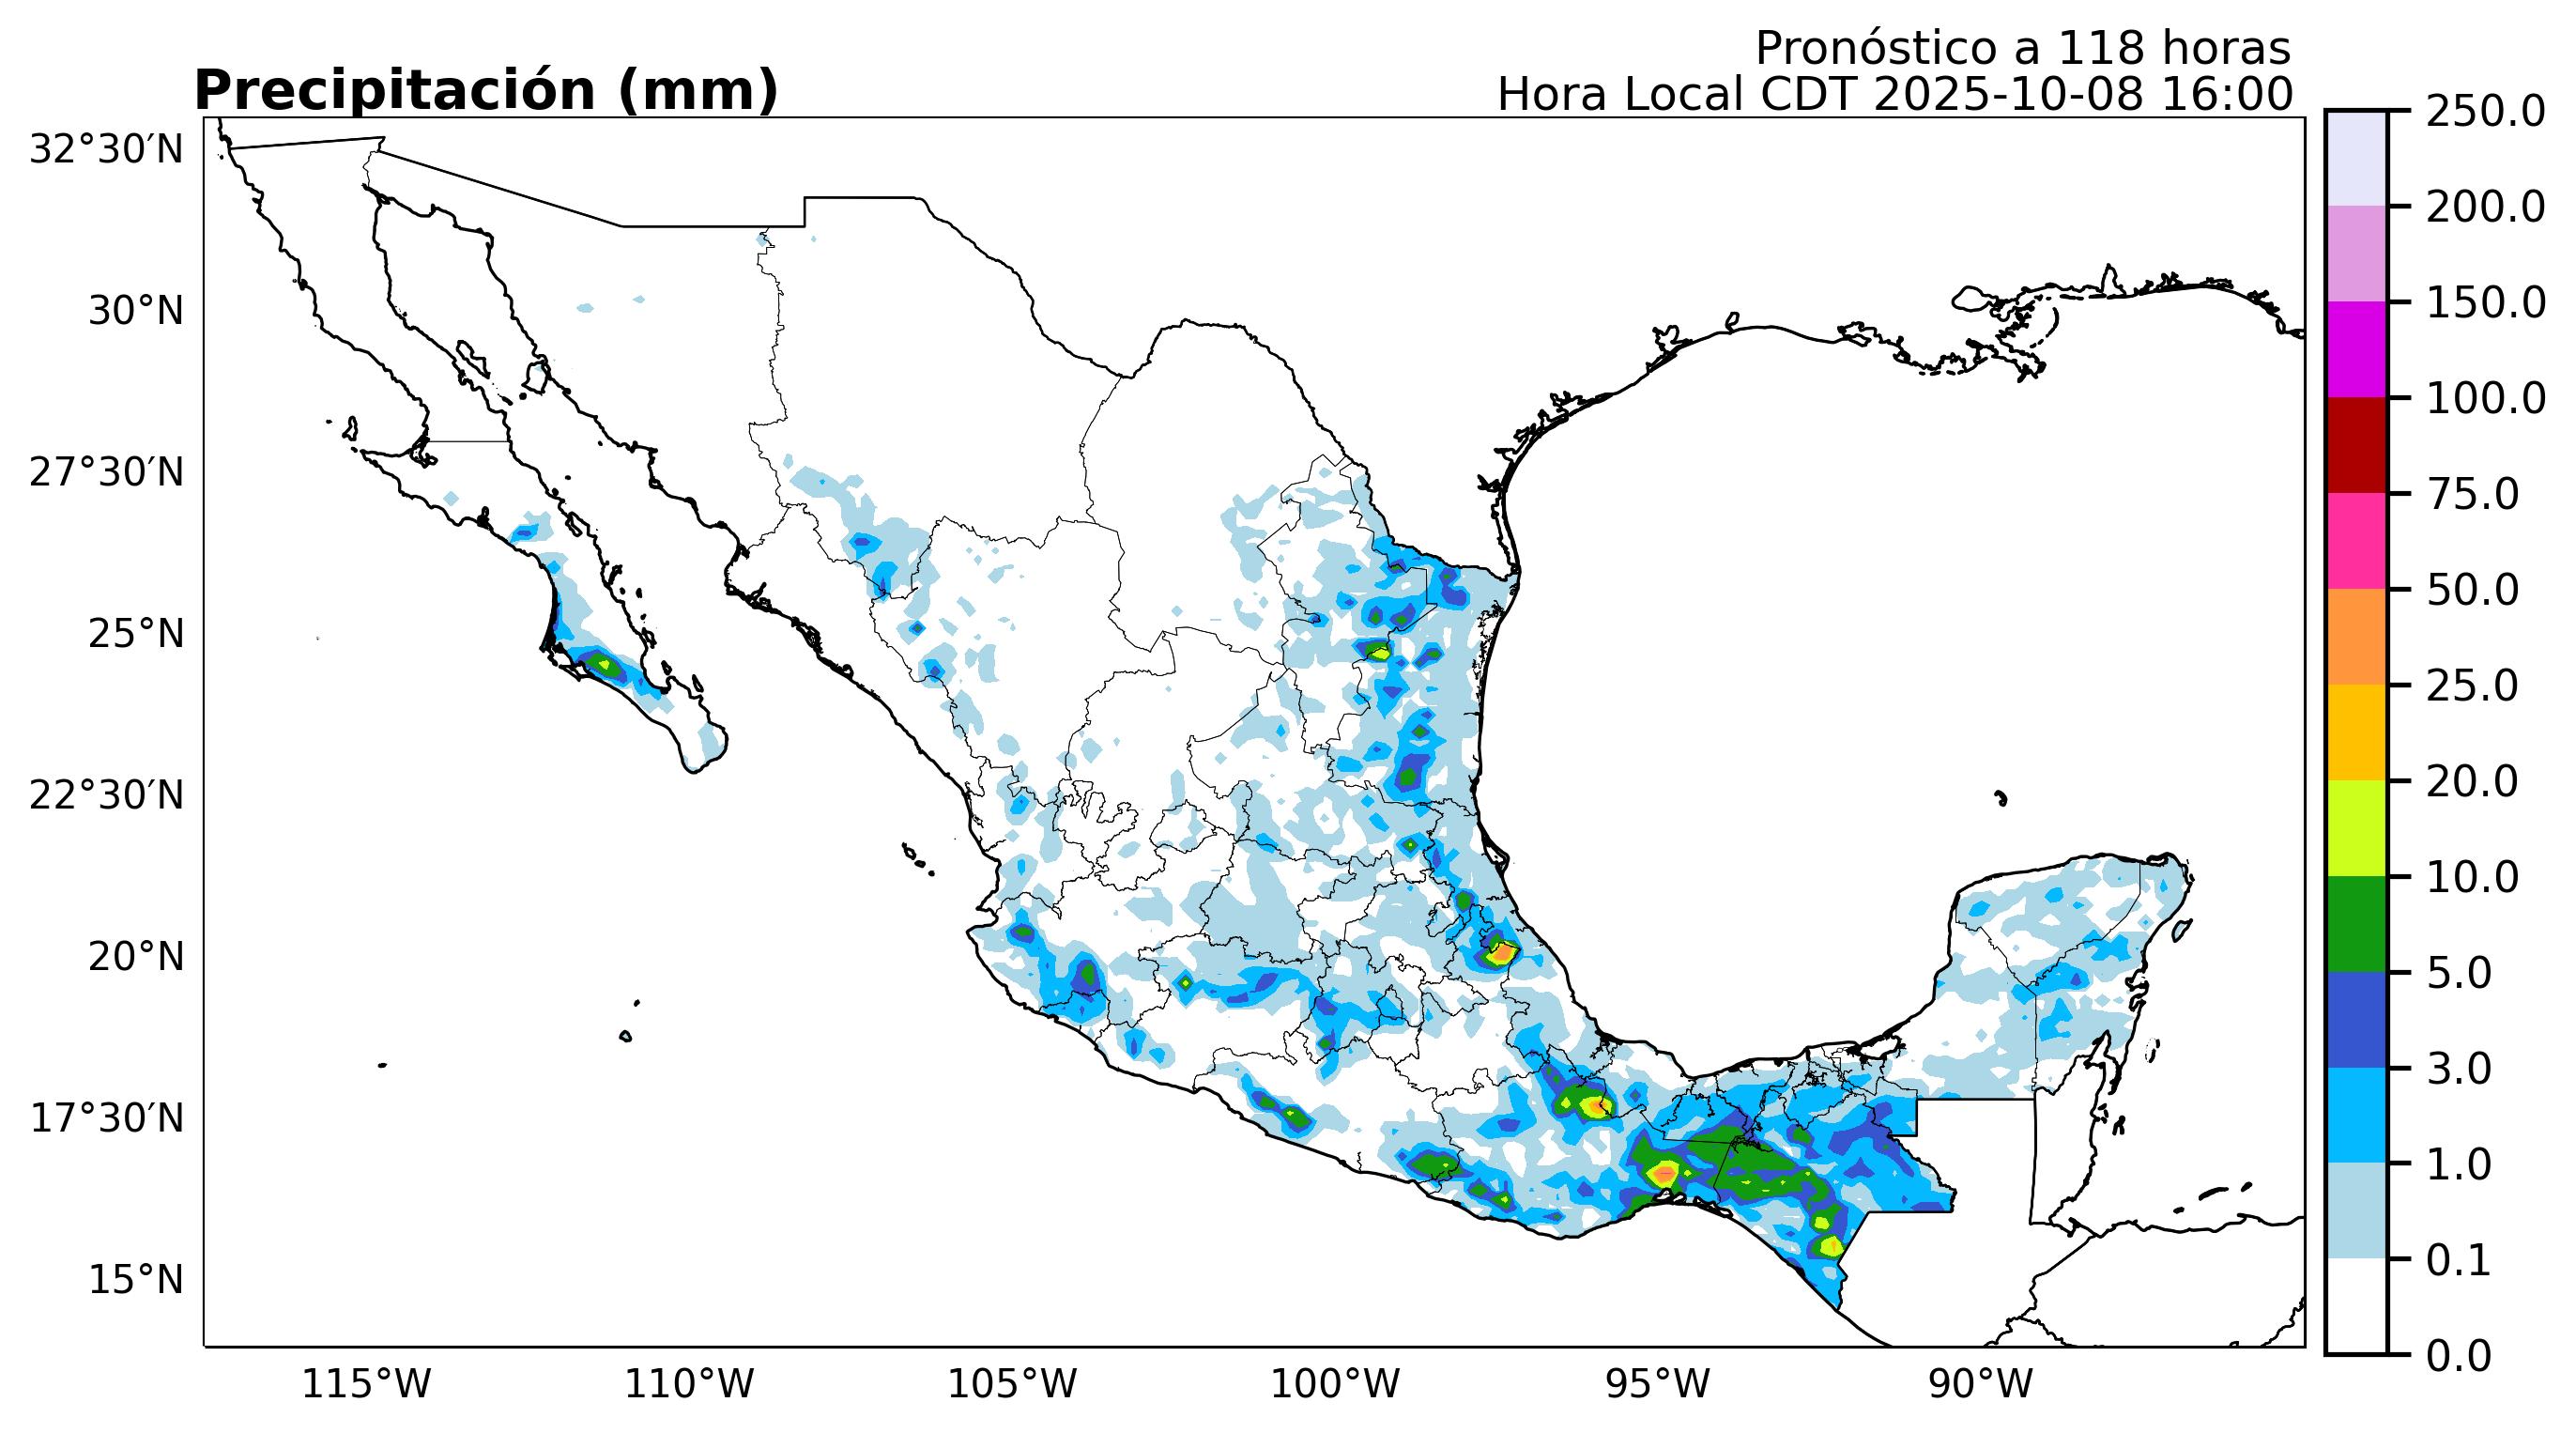 Pronóstico a 118 horas
Precipitación (mm)
Hora Local CDT 2025-10-08 16:00
32°30′N
30°N
27°30′N
25°N
22°30′N
20°N
17°30′N
15°N
115°W
110°W
105°W
100°W
95°W
90°W
250.0
200.0
150.0
100.0
75.0
50.0
25.0
20.0
10.0
5.0
3.0
1.0
0.1
0.0